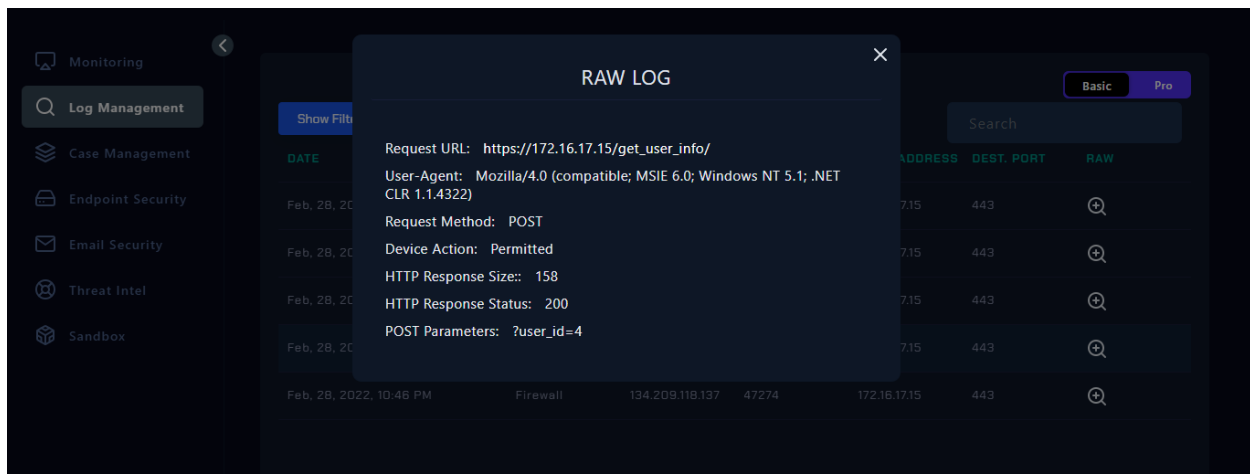 Monitoring
RAW LOG
Basic Pro
Log Management
Show Filt
Search
Case Management
DATE
ADDRESS DEST. PORT RAW
Request URL: https://172.16.17.15/get_user_info/
User-Agent: Mozilla/4.0 (compatible; MSIE 6.0; Windows NT 5.1; .NET
CLR 1.1.4322)
Endpoint Security
Feb, 28, 20
7.15 443
Request Method: POST
Email Security
Feb, 28, 20
Device Action: Permitted
7.15 443
HTTP Response Size:: 158
Threat Intel
Feb, 28, 20
HTTP Response Status: 200
7.15 443
POST Parameters: ?user_id=4
Sandbox
Feb, 28, 20
7.15 443
Feb, 28, 2022, 10:46 PM Firewall 134.209.118.137 47274 172.16.17.15 443